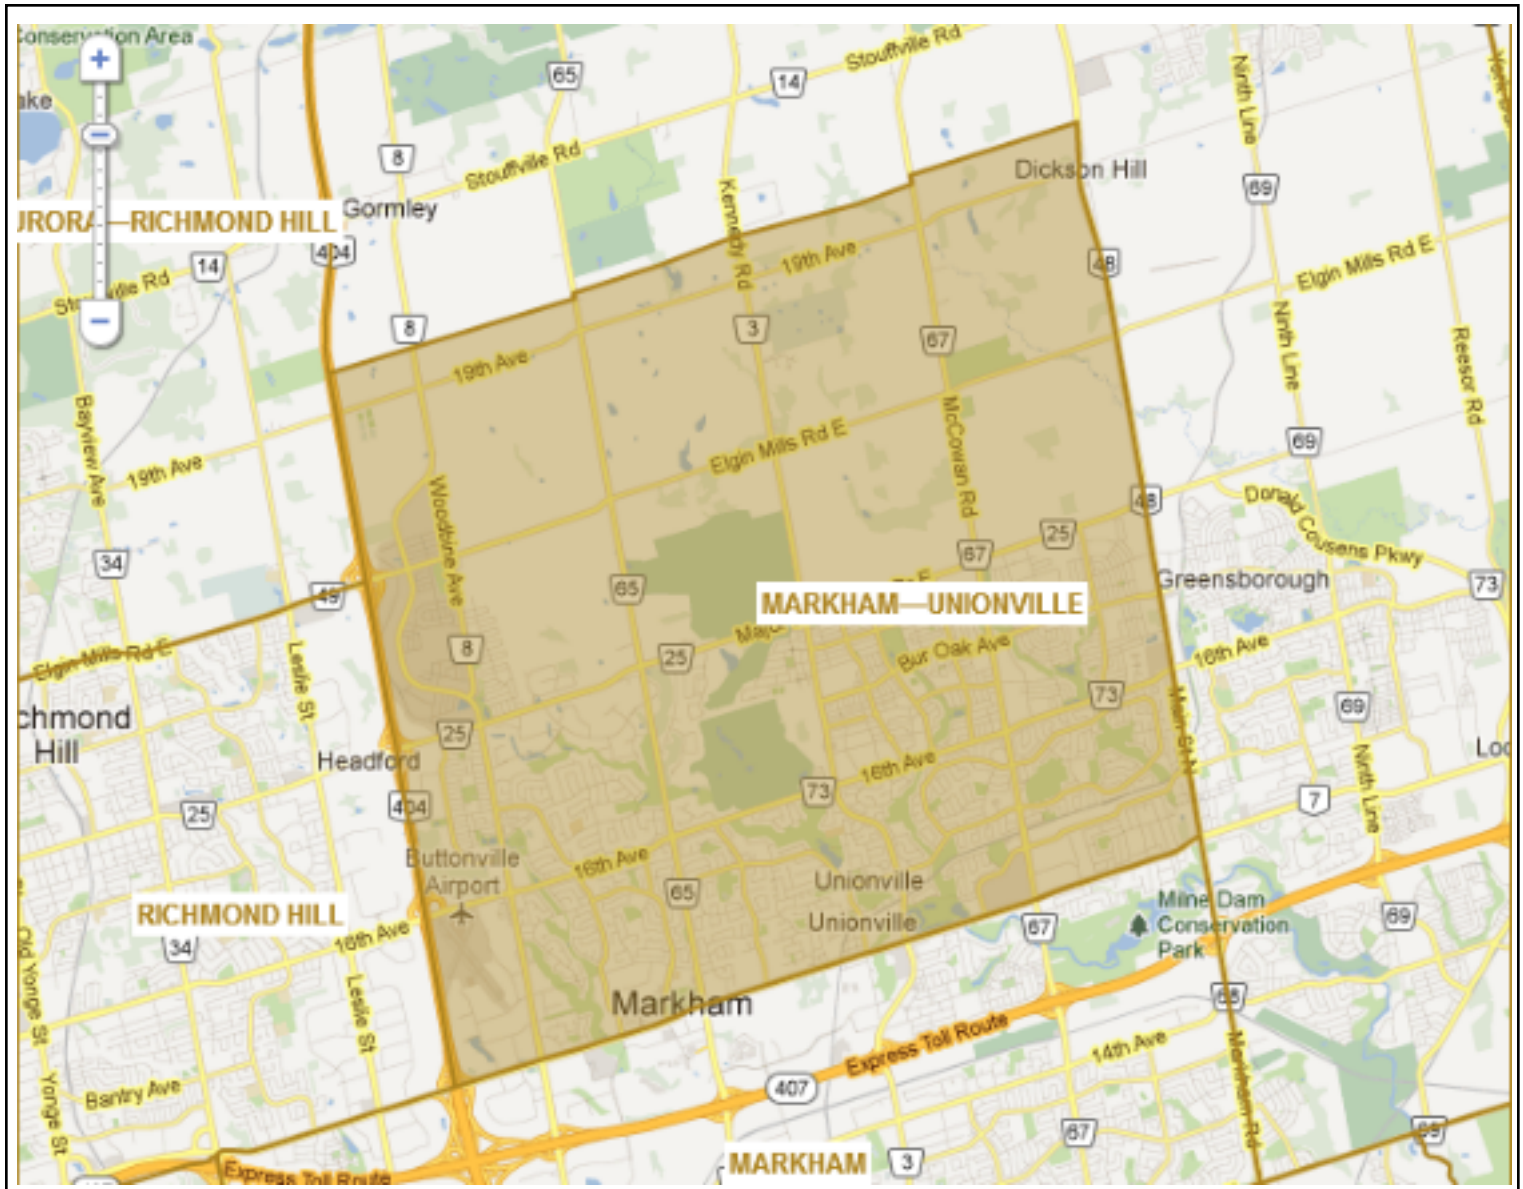 Conservation Area
Stouffville Rd
65
14
Ninth Line
8
Stouffville Rd
Dickson Hill
Kennedy Rd
69
Gormley
URORA—RICHMOND HILL
404
14
48
Elgin Mills Rd E
19th Ave
8
3
67
Ninth Line
Reesor Rd
19th Ave
Bayview Ave
McCowan Rd
Elgin Mills Rd E
69
19th Ave
Woodbine Ave
48
Donald Cousens Pkwy
25
67
34
65
Greensborough
73
49
MARKHAM—UNIONVILLE
8
Bur Oak Ave
16th Ave
Elgin Mills Rd E
25
Leslie St
73
69
chmond
Hill
25
Main St N
Headford
16th Ave
Ninth Line
73
7
404
25
Buttonville
Airport
16th Ave
65
Unionville
Unionville
RICHMOND HILL
34
16th Ave
67
Milne Dam
Conservation
Park
69
Old Yonge St
Leslie St
Markham
68
Express Toll Route
14th Ave
Markham Rd
407
Bantry Ave
Yonge St
67
69
MARKHAM
3
Express Toll Route